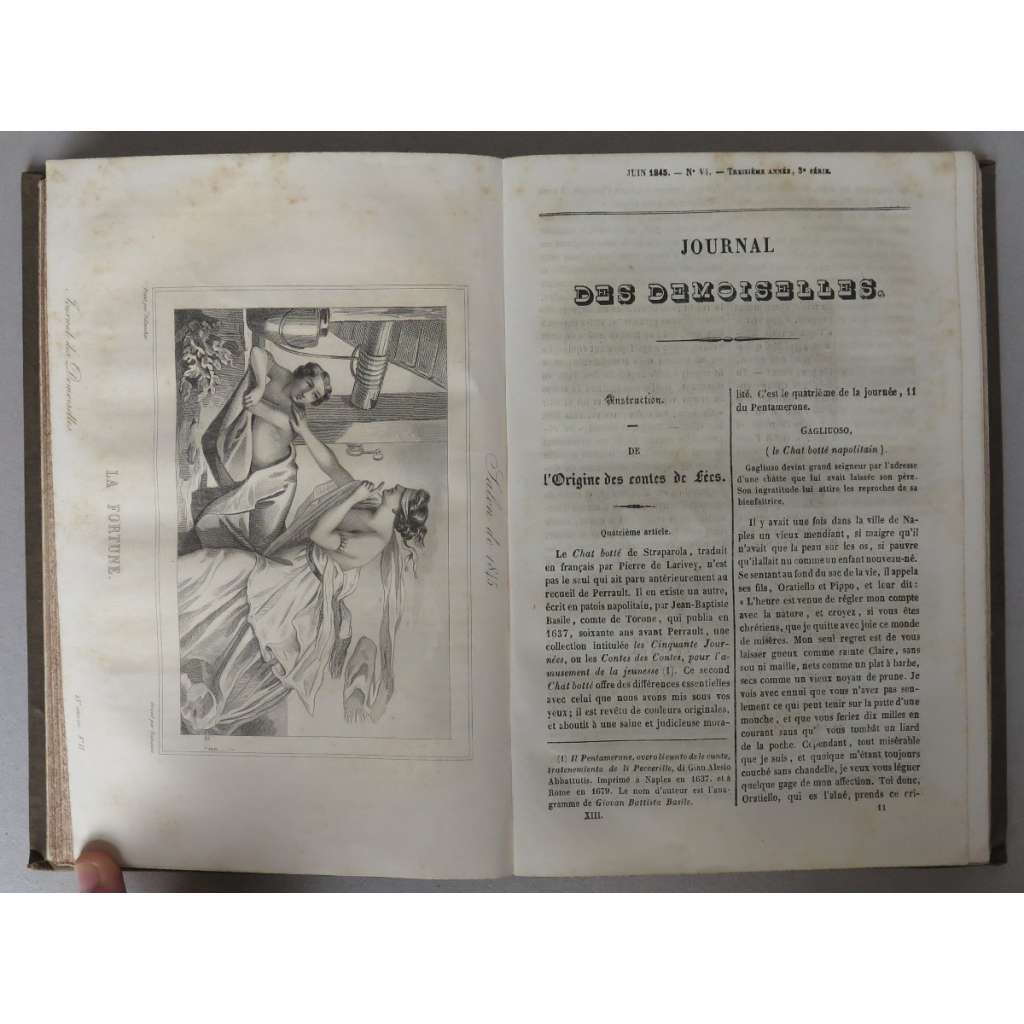 Journal des Demoiselles
LA FORTUNE.
Salon de 1845
JUIN 1845. — N° VI. — TREIZIÈME ANNÉE, 3e SÉRIE.
JOURNAL
DES DEMOISELLES.
Instruction.
DE
l'Origine des contes de Fées.
Quatrième article.
Le Chat botté de Straparola, traduit
en français par Pierre de Larivey, n'est
pas le seul qui ait paru antérieurement au
recueil de Perrault. Il en existe un autre,
écrit en patois napolitain, par Jean-Baptiste
Basile, comte de Torone, qui publia en
1637, soixante ans avant Perrault, une
collection intitulée les Cinquante Jour-
nées, ou les Contes des Contes, pour l'a-
musement de la jeunesse (1). Ce second
Chat botté offre des différences essentielles
avec celui que nous avons mis sous vos
yeux; il est revêtu de couleurs originales,
et aboutit à une saine et judicieuse mora-
(1) Il Pentamerone, overo lo cunto de le cunte,
tratenemiento de li Peccerille, di Gian Alesio
Abbattutis. Imprimé à Naples en 1637, et à
Rome en 1679. Le nom d'auteur est l'ana-
gramme de Giovan Battista Basile.
XIII.
lité. C'est le quatrième de la journée, 11
du Pentamerone.
GAGLIUOSO,
( le Chat botté napolitain ).
Gagliuso devint grand seigneur par l'adresse
d'une châtte que lui avait laissée son père.
Son ingratitude lui attire les reproches de sa
bienfaitrice.
Il y avait une fois dans la ville de Na-
ples un vieux mendiant, si maigre qu'il
n'avait que la peau sur les os, si pauvre
qu'il allait nu comme un enfant nouveau-né.
Se sentant au fond du sac de la vie, il appela
ses fils, Oratiello et Pippo, et leur dit :
« L'heure est venue de régler mon compte
avec la nature, et croyez, si vous êtes
chrétiens, que je quitte avec joie ce monde
de misères. Mon seul regret est de vous
laisser gueux comme sainte Claire, sans
sou ni maille, nets comme un plat à barbe,
secs comme un vieux noyau de prune. Je
vois avec ennui que vous n'avez pas seu-
lement ce qui peut tenir sur la patte d'une
mouche, et que vous feriez dix milles en
courant sans qu'il vous tombât un liard
de la poche. Cependant, tout misérable
que je suis, et quoique m'étant toujours
couché sans chandelle, je veux vous léguer
quelque gage de mon affection. Toi donc,
Oratiello, qui es l'aîné, prends ce cri-
11